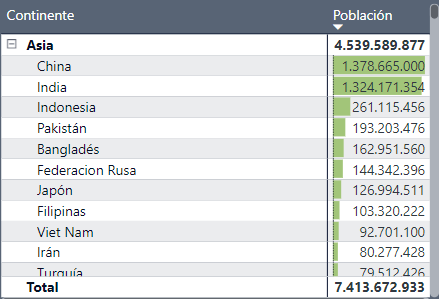 Continente Población
Asia 4.539.589.877
China 1.378.665.000
India 1.324.171.354
Indonesia 261.115.456
Pakistán 193.203.476
Bangladés 162.951.560
Federacion Rusa 144.342.396
Japón 126.994.511
Filipinas 103.320.222
Viet Nam 92.701.100
Irán 80.277.428
Turquía 79.512.426
Total 7.413.672.933